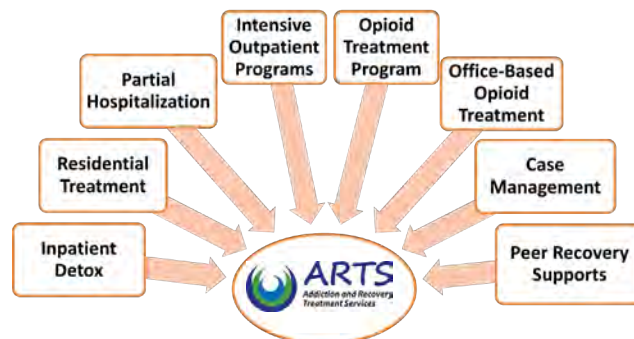 Intensive
Outpatient
Programs
Opioid
Treatment
Program
Partial
Hospitalization
Office-Based
Opioid
Treatment
Residential
Treatment
Case
Management
Inpatient
Detox
Peer Recovery
Supports
ARTS
Addiction and Recovery
Treatment Services